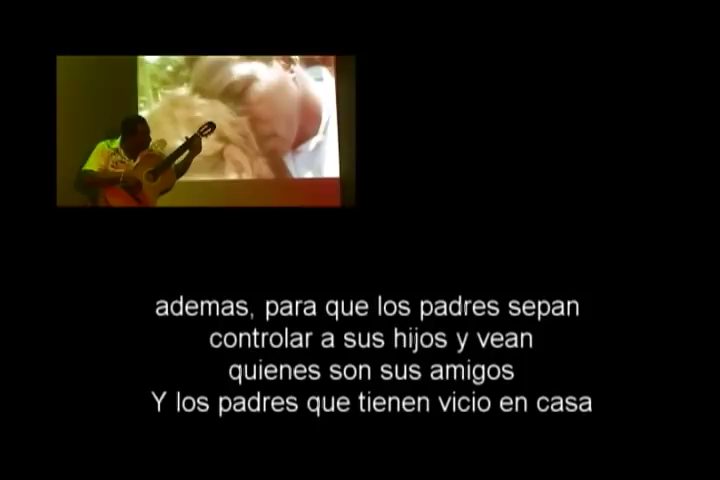 ademas, para que los padres sepan
controlar a sus hijos y vean
quienes son sus amigos
Y los padres que tienen vicio en casa